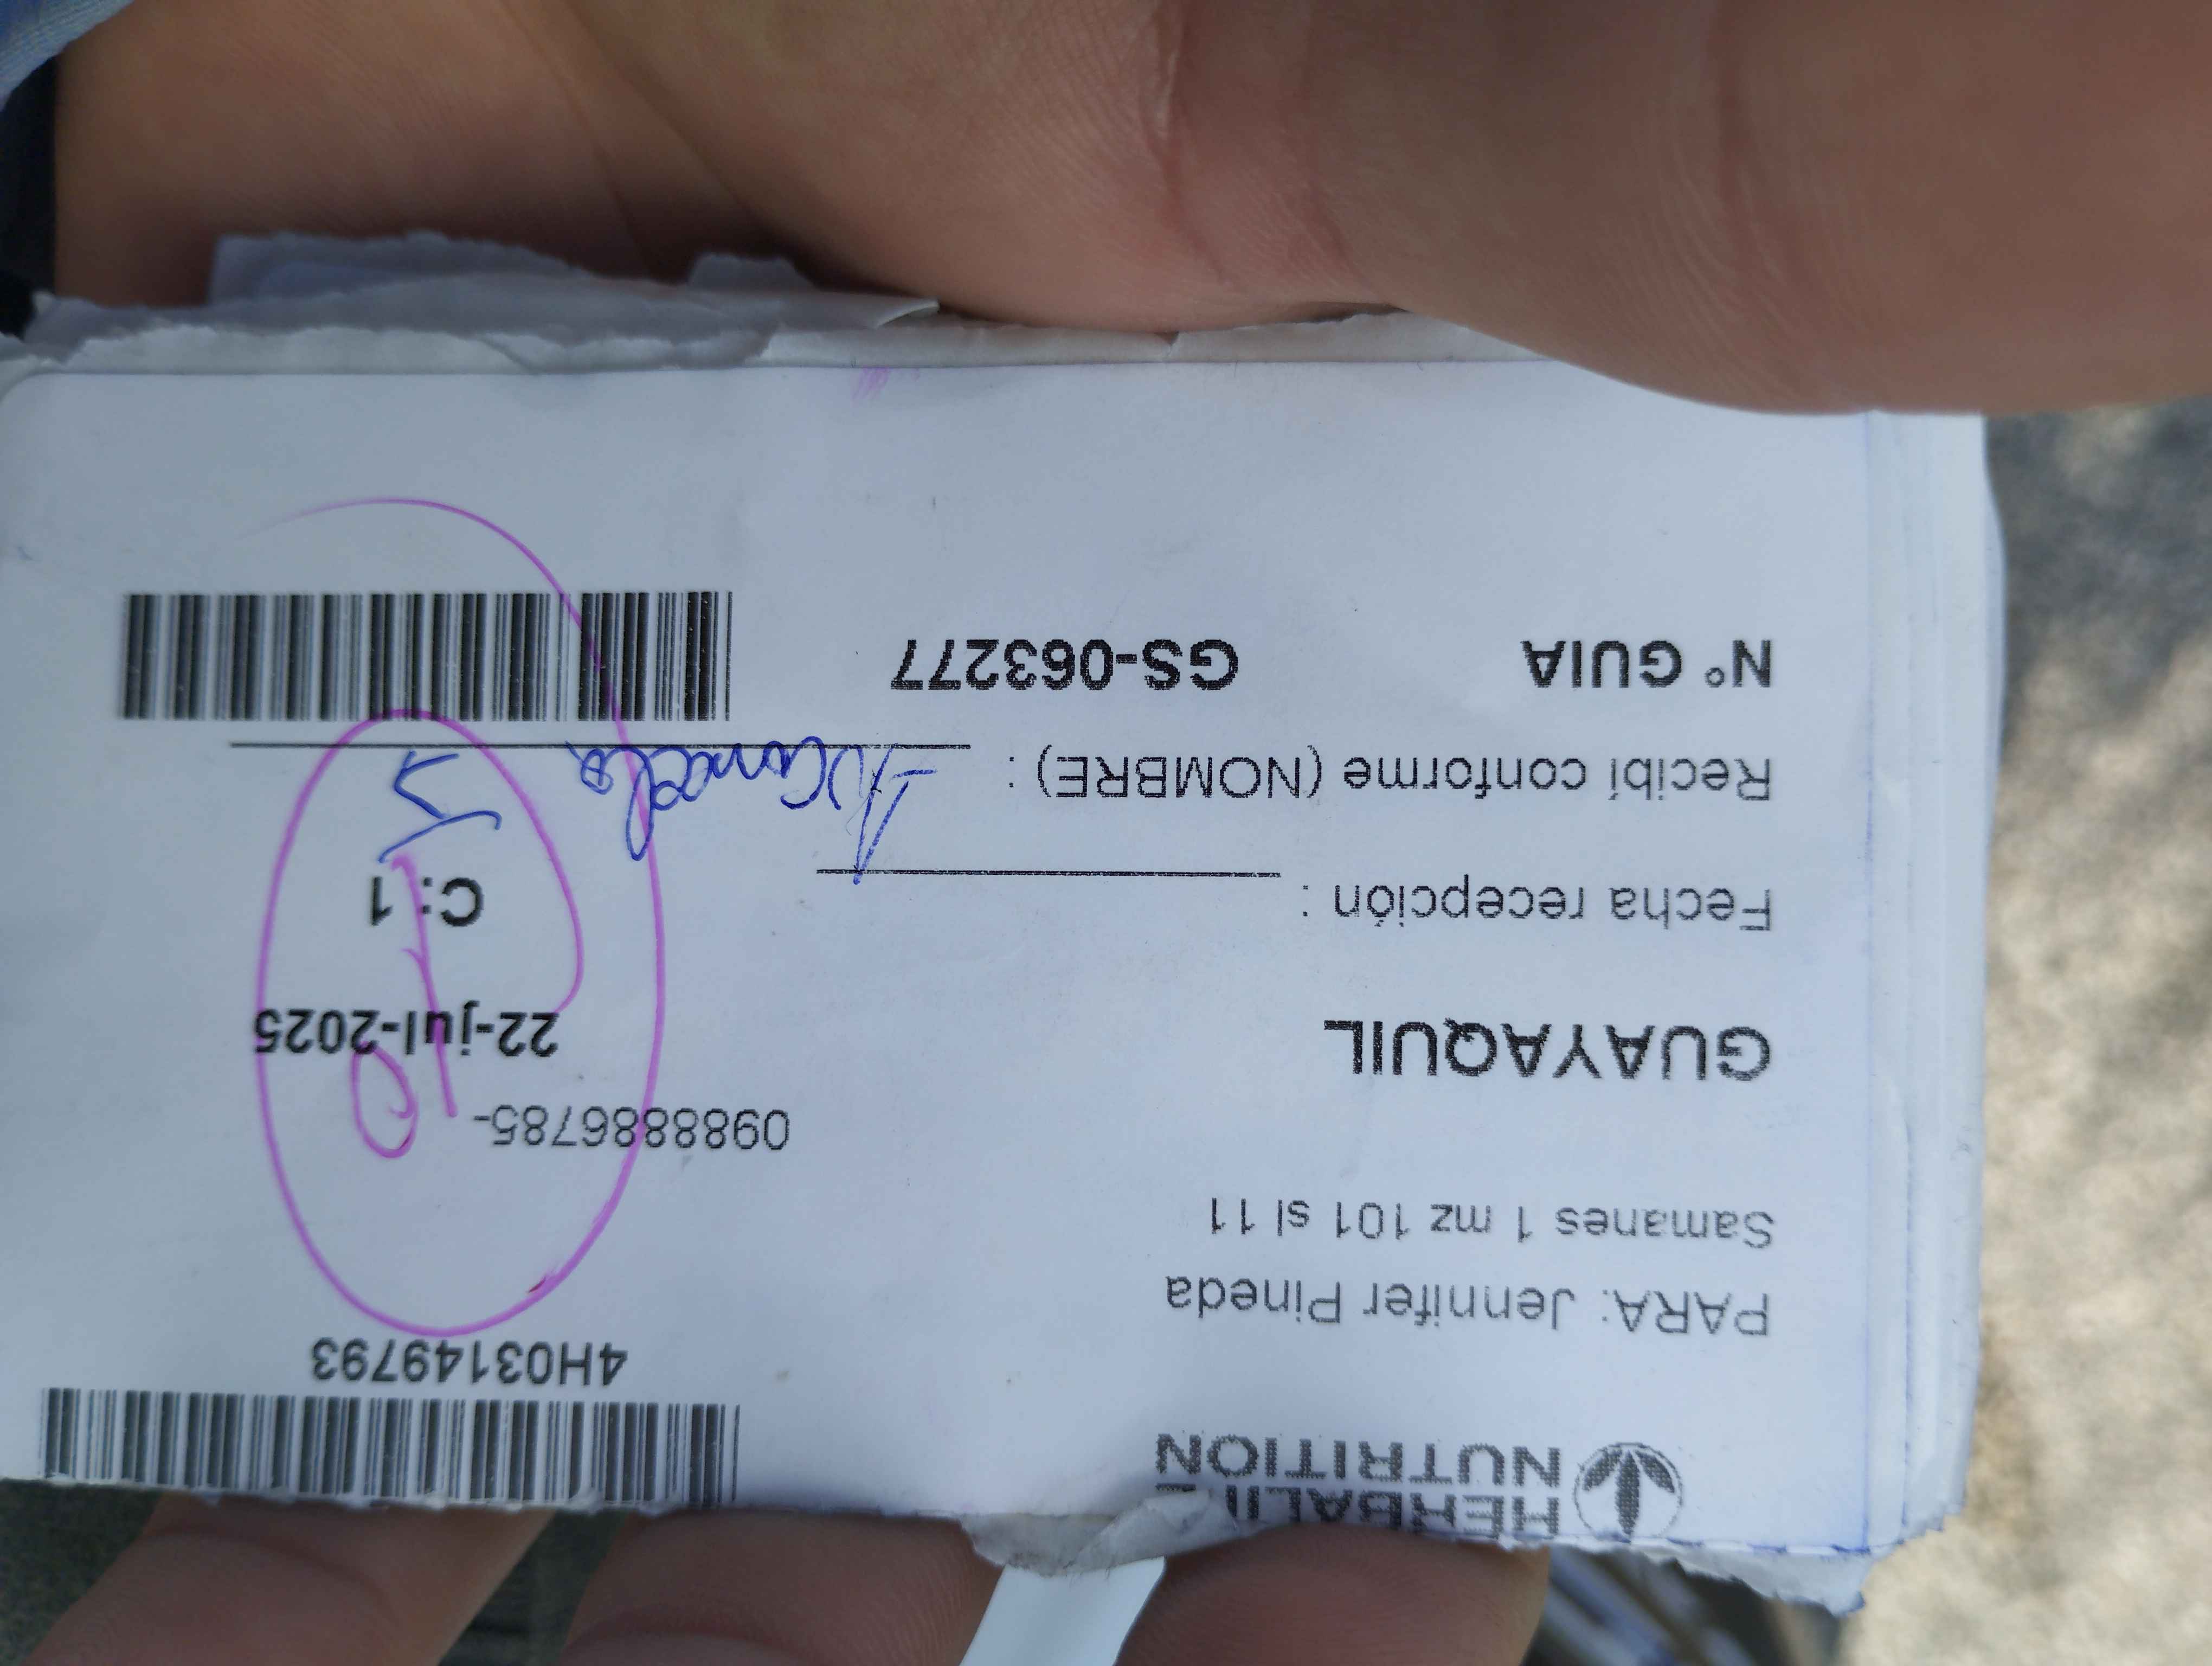 HERBALIFE
NUTRITION
4H03149793
PARA: Jennifer Pineda
Samanes 1 mz 101 sl 11
0988886785-
GUAYAQUIL
22-jul-2025
Fecha recepción :
C: 1
Recibí conforme (NOMBRE) :
N° GUIA GS-063277